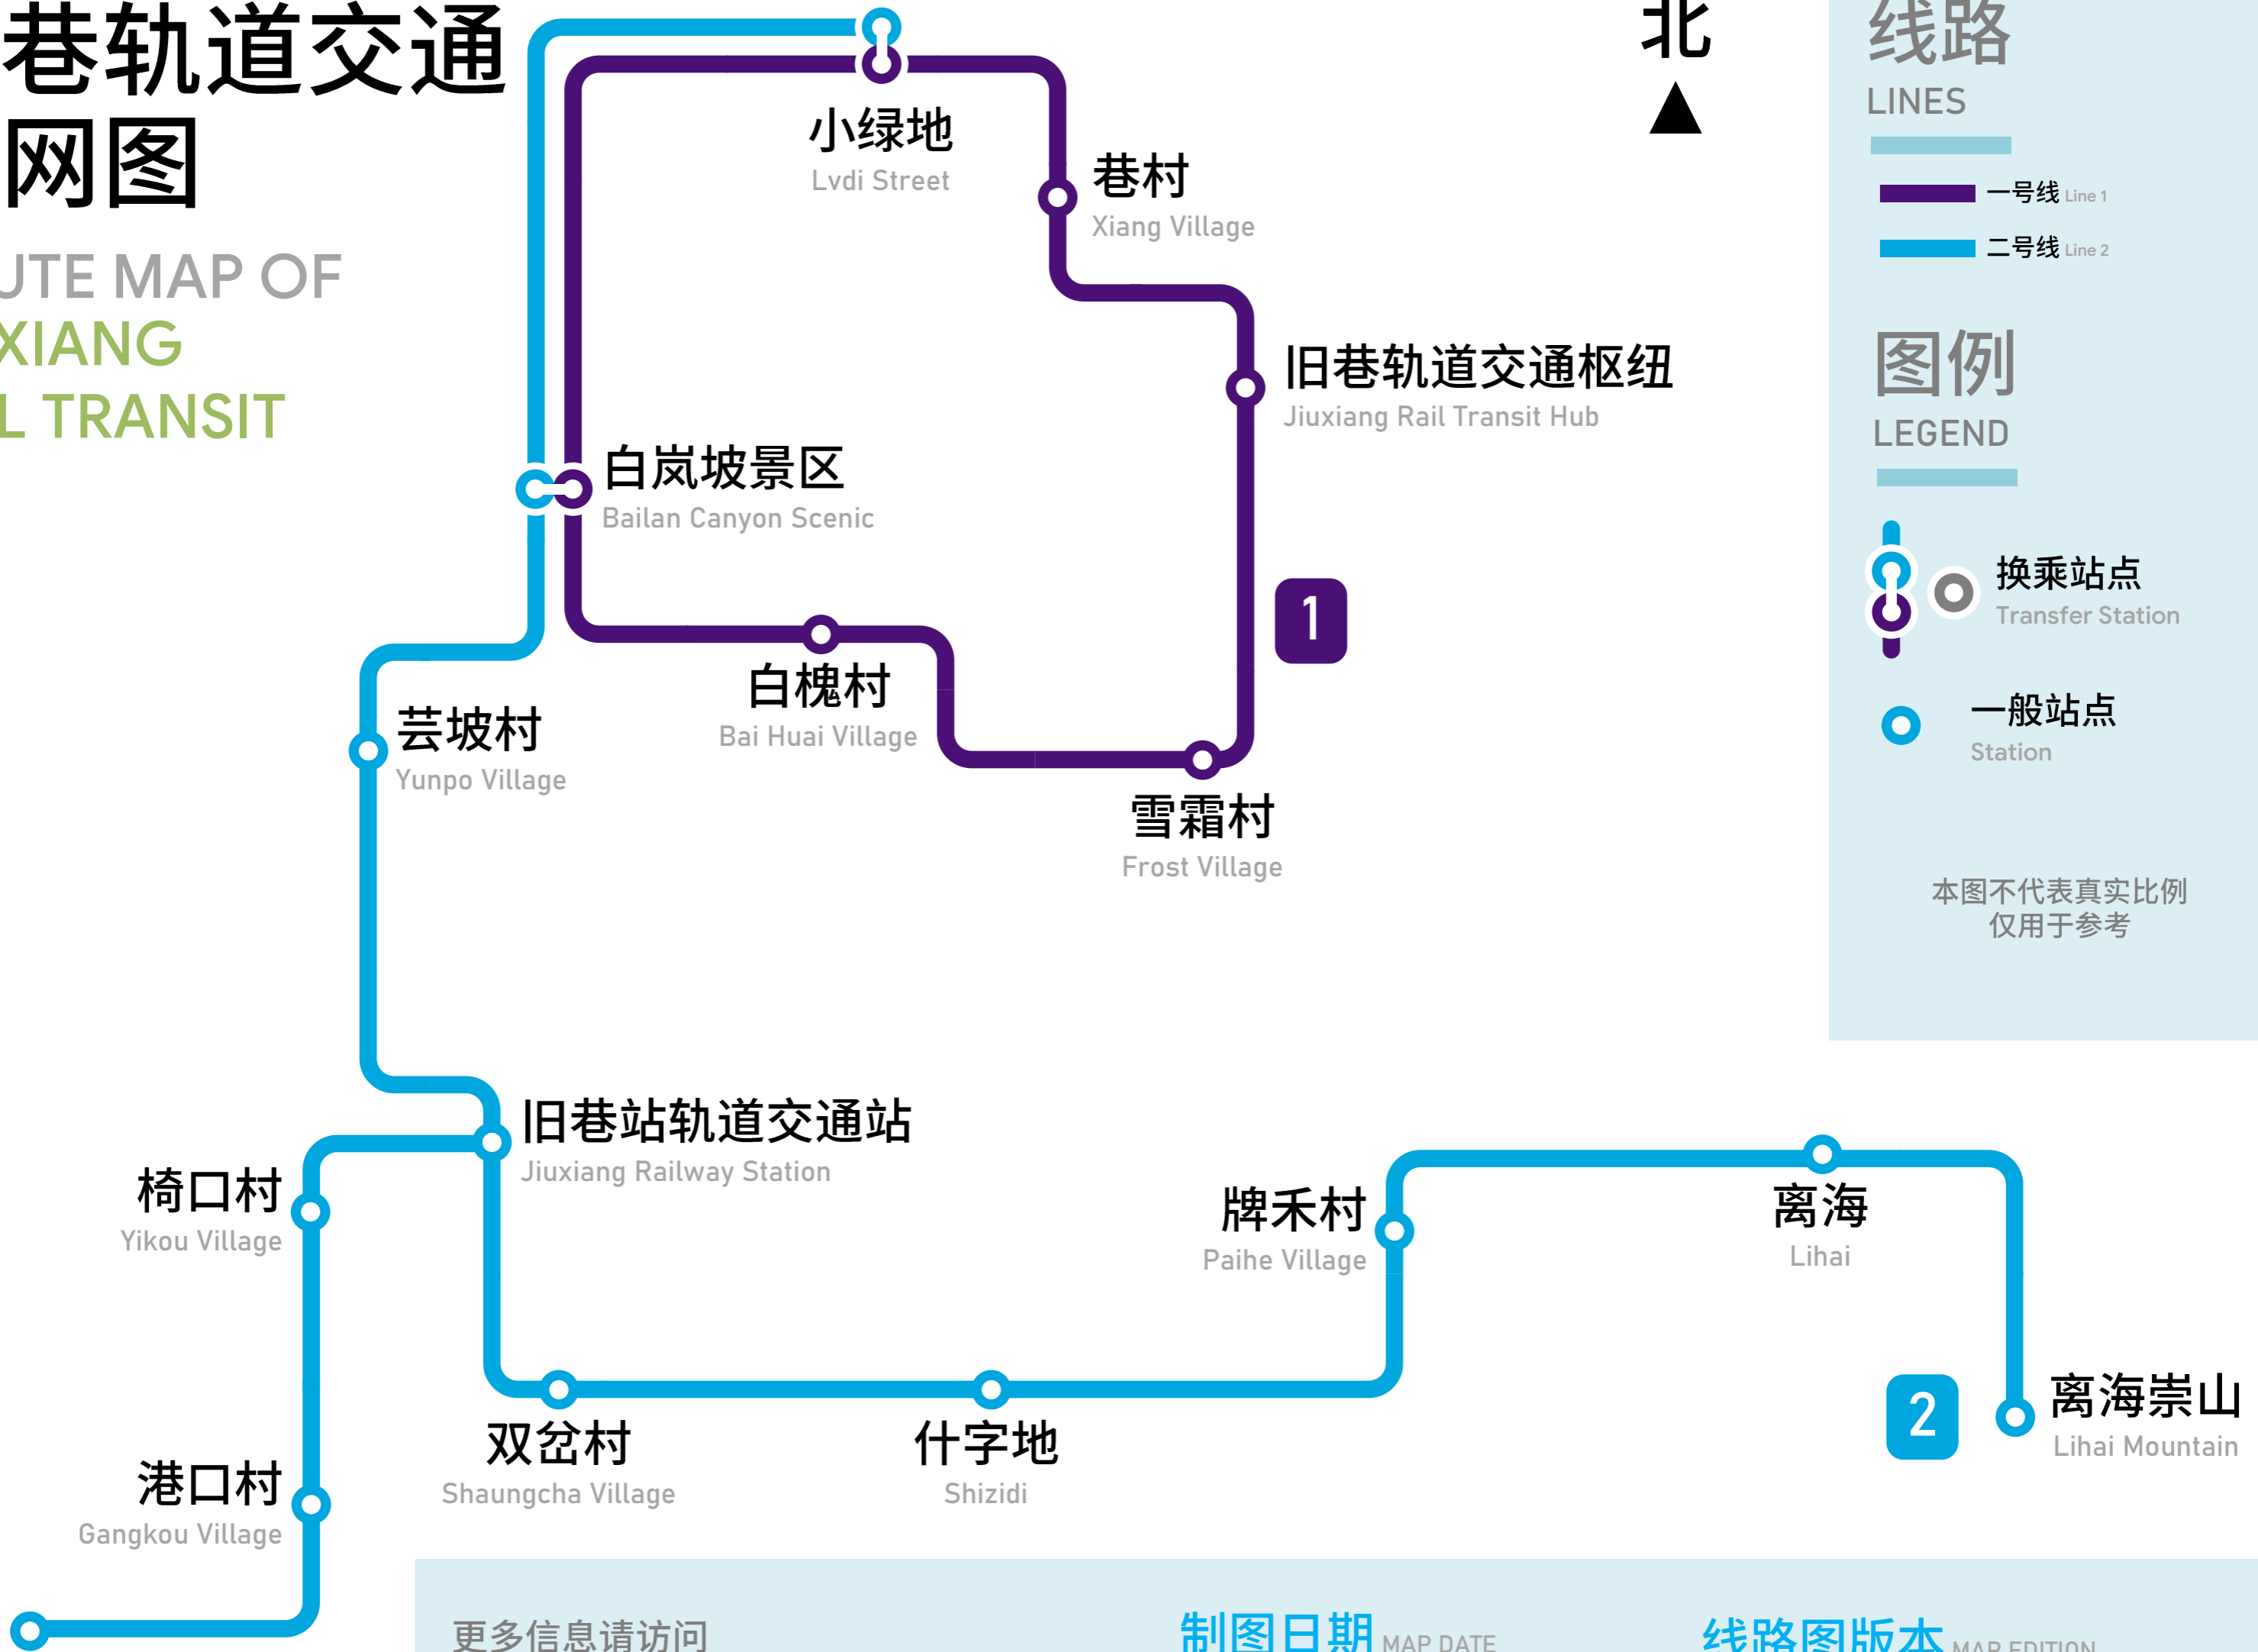 巷轨道交通
网图
UTE MAP OF
XIANG
L TRANSIT
北
线路
LINES
一号线 Line 1
二号线 Line 2
图例
LEGEND
换乘站点
Transfer Station
一般站点
Station
本图不代表真实比例
仅用于参考
小绿地
Lvdi Street
巷村
Xiang Village
旧巷轨道交通枢纽
Jiuxiang Rail Transit Hub
白岚坡景区
Bailan Canyon Scenic
1
白槐村
Bai Huai Village
芸坡村
Yunpo Village
雪霜村
Frost Village
旧巷站轨道交通站
Jiuxiang Railway Station
椅口村
Yikou Village
牌禾村
Paihe Village
离海
Lihai
2
离海崇山
Lihai Mountain
双岔村
Shaungcha Village
什字地
Shizidi
港口村
Gangkou Village
更多信息请访问
制图日期 MAP DATE
线路图版本 MAP EDITION